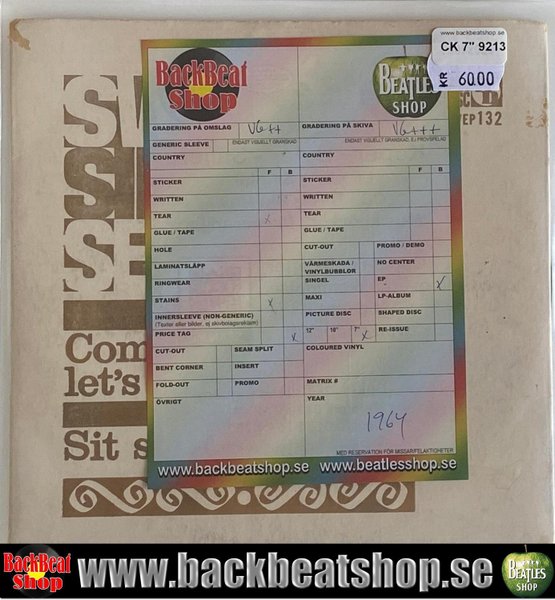 www.backbeatshop.se
CK 7" 9213
KR 60.00
SC
EP132
BackBeat Shop
BEATLES SHOP
GRADERING PÅ OMSLAG VG++
GRADERING PÅ SKIVA VG+++
GENERIC SLEEVE ENDAST VISUELLT GRANSKAD
ENDAST VISUELLT GRANSKAD, EJ PROVSPELAD
COUNTRY
COUNTRY
F B
F B
STICKER
STICKER
WRITTEN
WRITTEN
TEAR x
TEAR
GLUE / TAPE
GLUE / TAPE
HOLE
CUT-OUT PROMO / DEMO
LAMINATSLÄPP
VÄRMESKADA / VINYLBUBBLOR NO CENTER
RINGWEAR
SINGEL EP x
STAINS x
MAXI LP-ALBUM
INNERSLEEVE (NON-GENERIC)
(Texter eller bilder, ej skivbolagsreklam)
PICTURE DISC SHAPED DISC
PRICE TAG x
12" 10" 7" x RE-ISSUE
CUT-OUT SEAM SPLIT
COLOURED VINYL
BENT CORNER INSERT
FOLD-OUT PROMO
MATRIX #
ÖVRIGT
YEAR
1964
MED RESERVATION FÖR MISSAR/FELAKTIGHETER
www.backbeatshop.se www.beatlesshop.se
Com
let's
Sit s
BackBeat Shop www.backbeatshop.se BEATLES SHOP